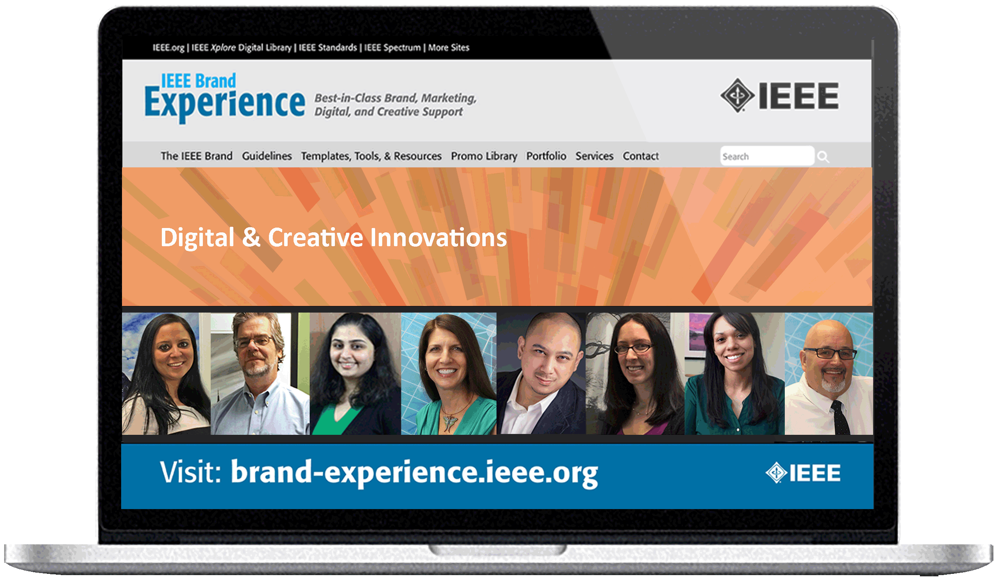 IEEE.org | IEEE Xplore Digital Library | IEEE Standards | IEEE Spectrum | More Sites
IEEE Brand
Experience
Best-in-Class Brand, Marketing,
Digital, and Creative Support
IEEE
The IEEE Brand Guidelines Templates, Tools, & Resources Promo Library Portfolio Services Contact Search
Digital & Creative Innovations
Visit: brand-experience.ieee.org
IEEE